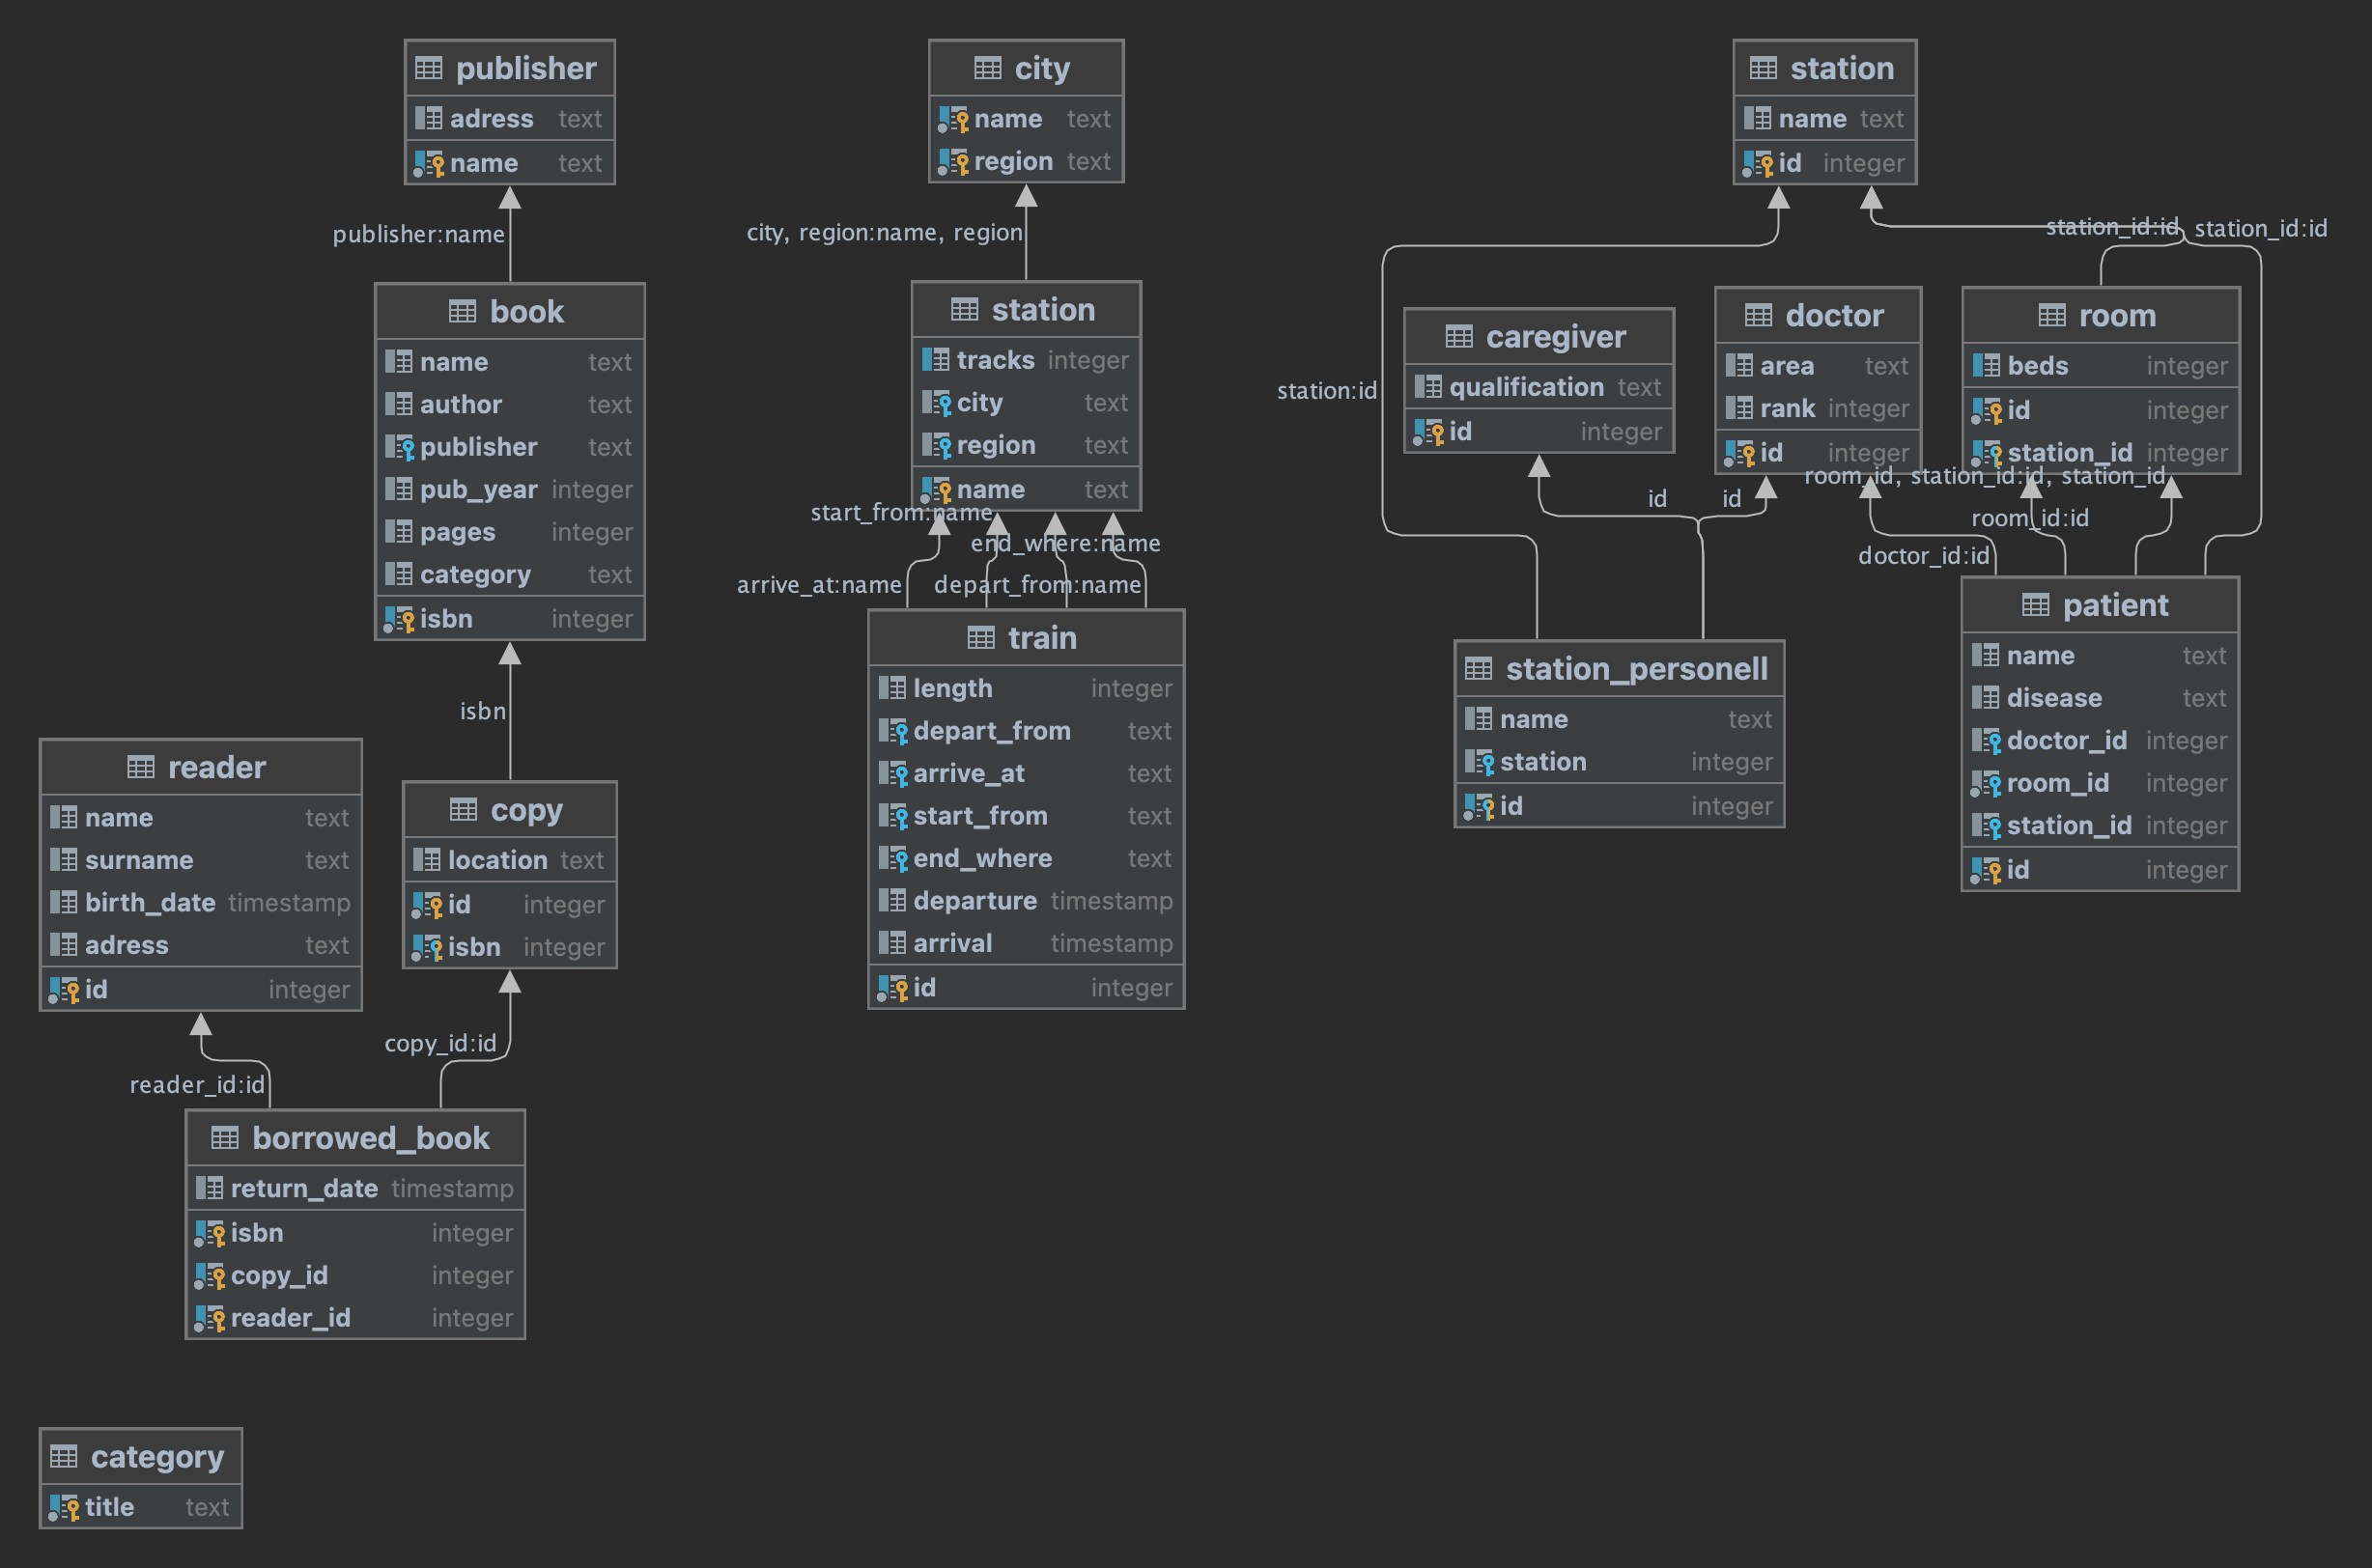 publisher
adress text
name text
publisher:name
book
name text
author text
publisher text
pub_year integer
pages integer
category text
isbn integer
isbn
reader
name text
surname text
birth_date timestamp
adress text
id integer
copy
location text
id integer
isbn integer
copy_id:id
reader_id:id
borrowed_book
return_date timestamp
isbn integer
copy_id integer
reader_id integer
category
title text
city
name text
region text
city, region:name, region
station
tracks integer
city text
region text
name text
start_from:name
end_where:name
arrive_at:name
depart_from:name
train
length integer
depart_from text
arrive_at text
start_from text
end_where text
departure timestamp
arrival timestamp
id integer
station
name text
id integer
station_id:id
station_id:id
station:id
caregiver
qualification text
id integer
doctor
area text
rank integer
id integer
room
beds integer
id integer
station_id integer
room_id, station_id:id, station_id
id
id
room_id:id
doctor_id:id
station_personell
name text
station integer
id integer
patient
name text
disease text
doctor_id integer
room_id integer
station_id integer
id integer